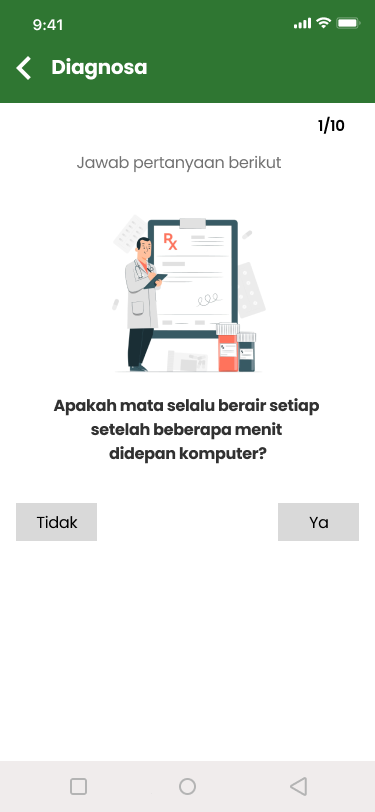 9:41
Diagnosa
1/10
Jawab pertanyaan berikut
Rx
Apakah mata selalu berair setiap
setelah beberapa menit
didepan komputer?
Tidak
Ya